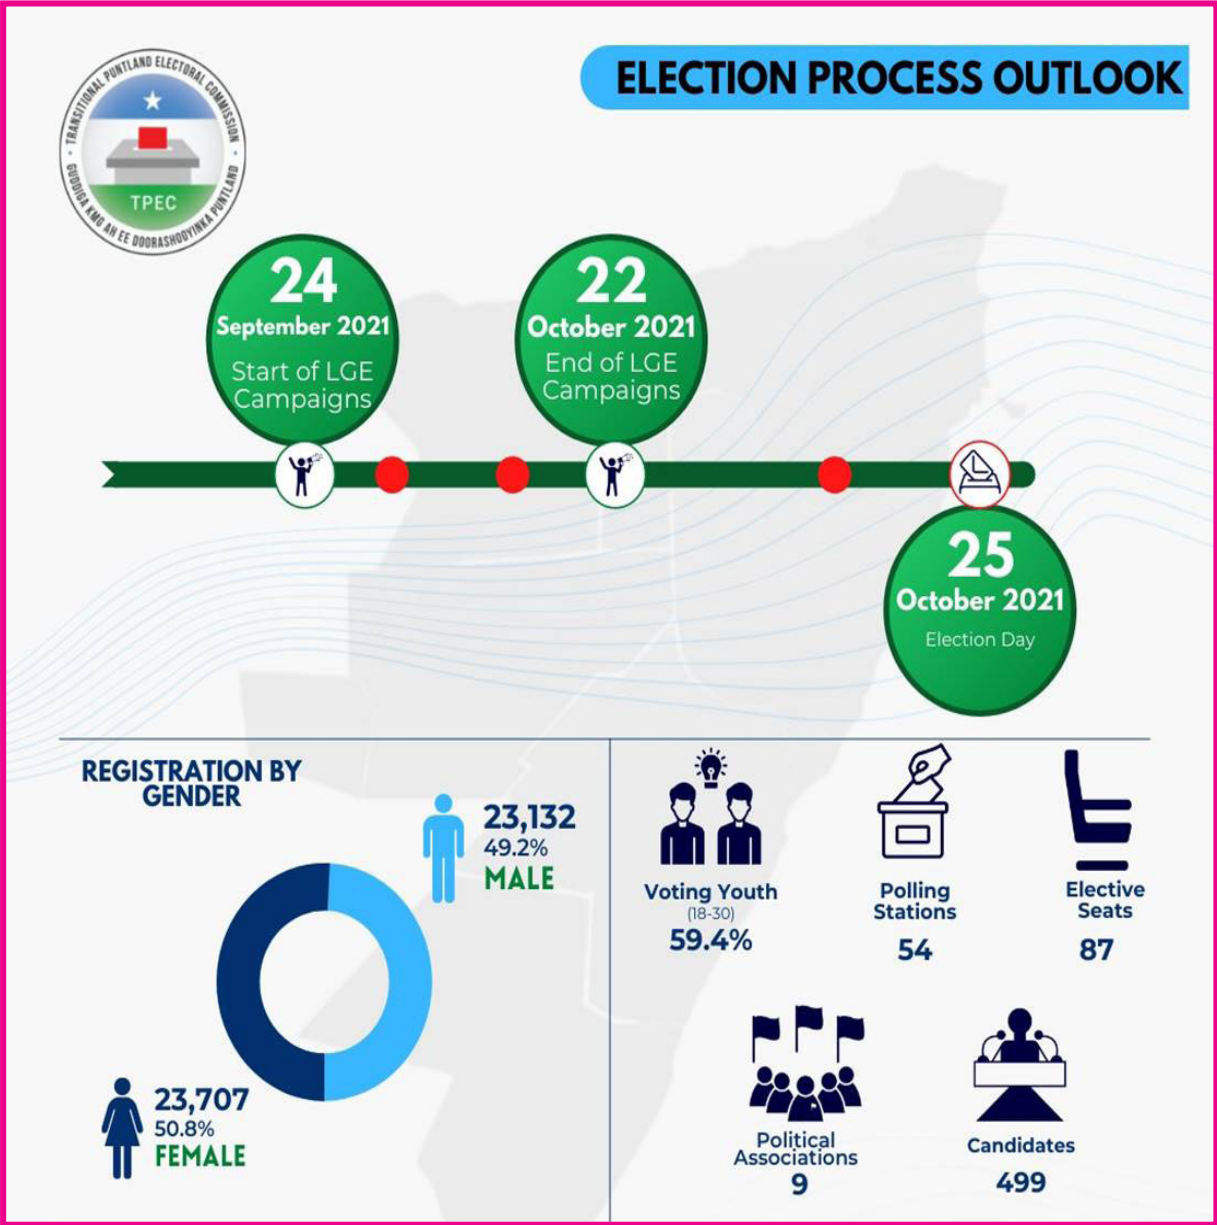 TRANSITIONAL PUNTLAND ELECTORAL COMMISSION
GUDDIGA KMG AH EE DOORASHOOYINKA PUNTLAND
TPEC
ELECTION PROCESS OUTLOOK
24
September 2021
Start of LGE
Campaigns
22
October 2021
End of LGE
Campaigns
25
October 2021
Election Day
REGISTRATION BY
GENDER
23,132
49.2%
MALE
23,707
50.8%
FEMALE
Voting Youth
(18-30)
59.4%
Polling
Stations
54
Elective
Seats
87
Political
Associations
9
Candidates
499